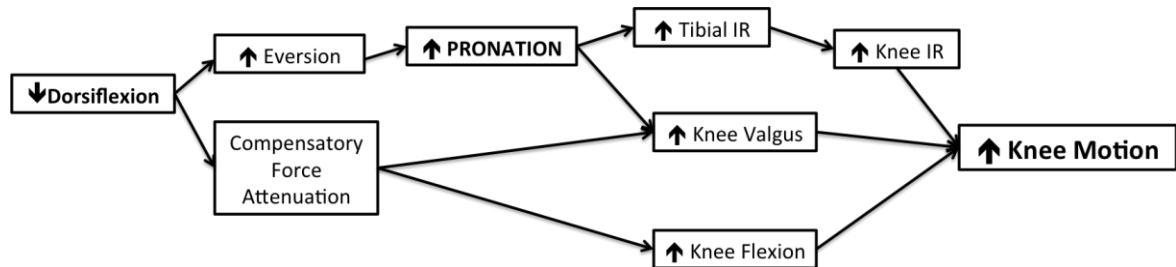 ↓Dorsiflexion
↑ Eversion
Compensatory
Force
Attenuation
↑ PRONATION
↑ Tibial IR
↑ Knee Valgus
↑ Knee Flexion
↑ Knee IR
↑ Knee Motion